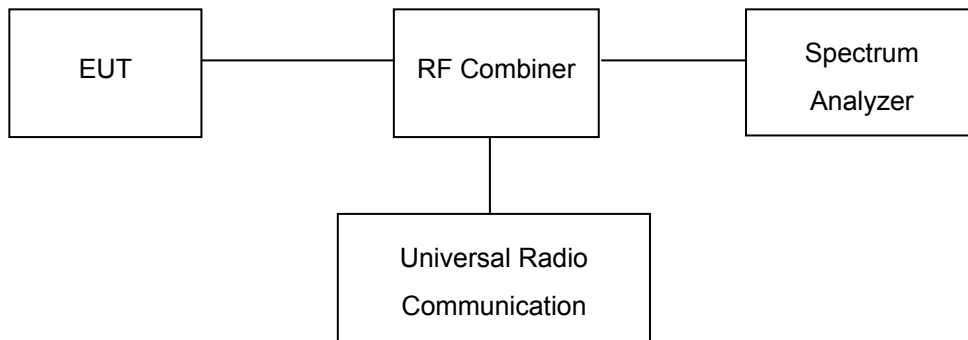 EUT
RF Combiner
Spectrum
Analyzer
Universal Radio
Communication